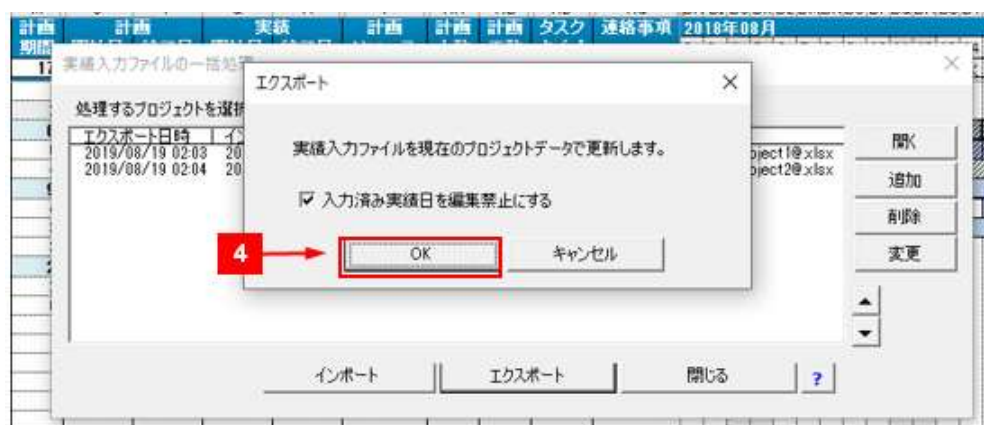 計画 計画 実績 計画 計画 計画 タスク 連絡事項 2018年08月
期間
17
実績入力ファイルの一括処理
処理するプロジェクトを選択
エクスポート日時
2019/08/19 02:03 20 oject1@.xlsx
2019/08/19 02:04 20 oject2@.xlsx
エクスポート
実績入力ファイルを現在のプロジェクトデータで更新します。
入力済み実績日を編集禁止にする
4
OK キャンセル
開く
追加
削除
変更
インポート エクスポート 閉じる ?